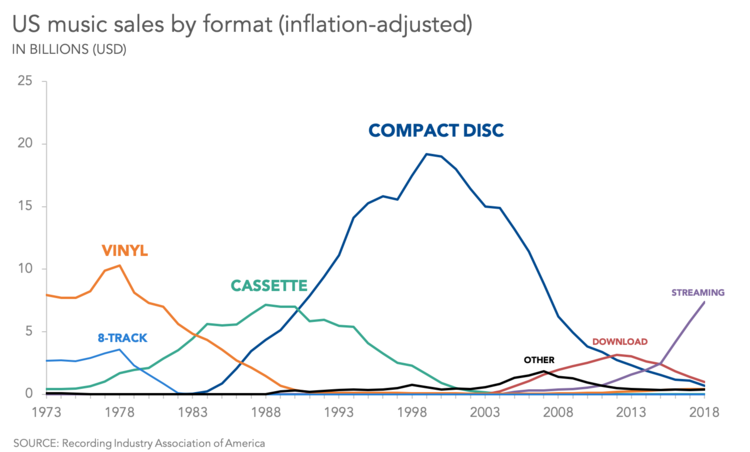 US music sales by format (inflation-adjusted)
IN BILLIONS (USD)
25
20
15
10
5
0
COMPACT DISC
VINYL
CASSETTE
8-TRACK
STREAMING
DOWNLOAD
OTHER
1973 1978 1983 1988 1993 1998 2003 2008 2013 2018
SOURCE: Recording Industry Association of America